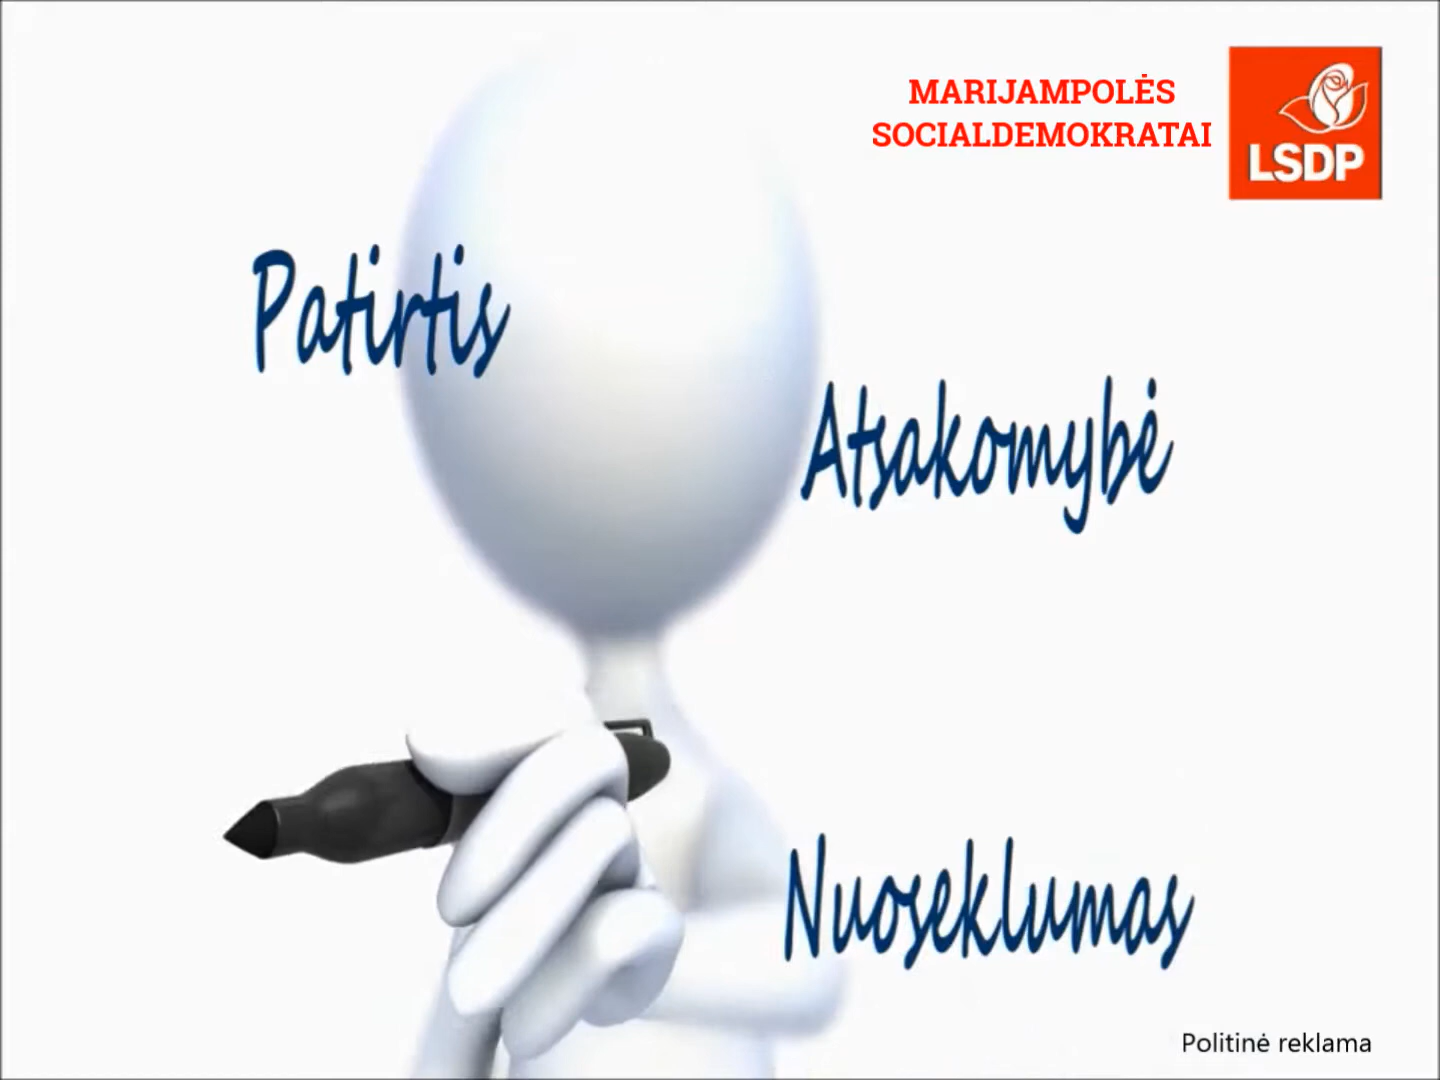 MARIJAMPOLĖS
SOCIALDEMOKRATAI
LSDP
Patirtis
Atsakomybė
Nuoseklumas
Politinė reklama